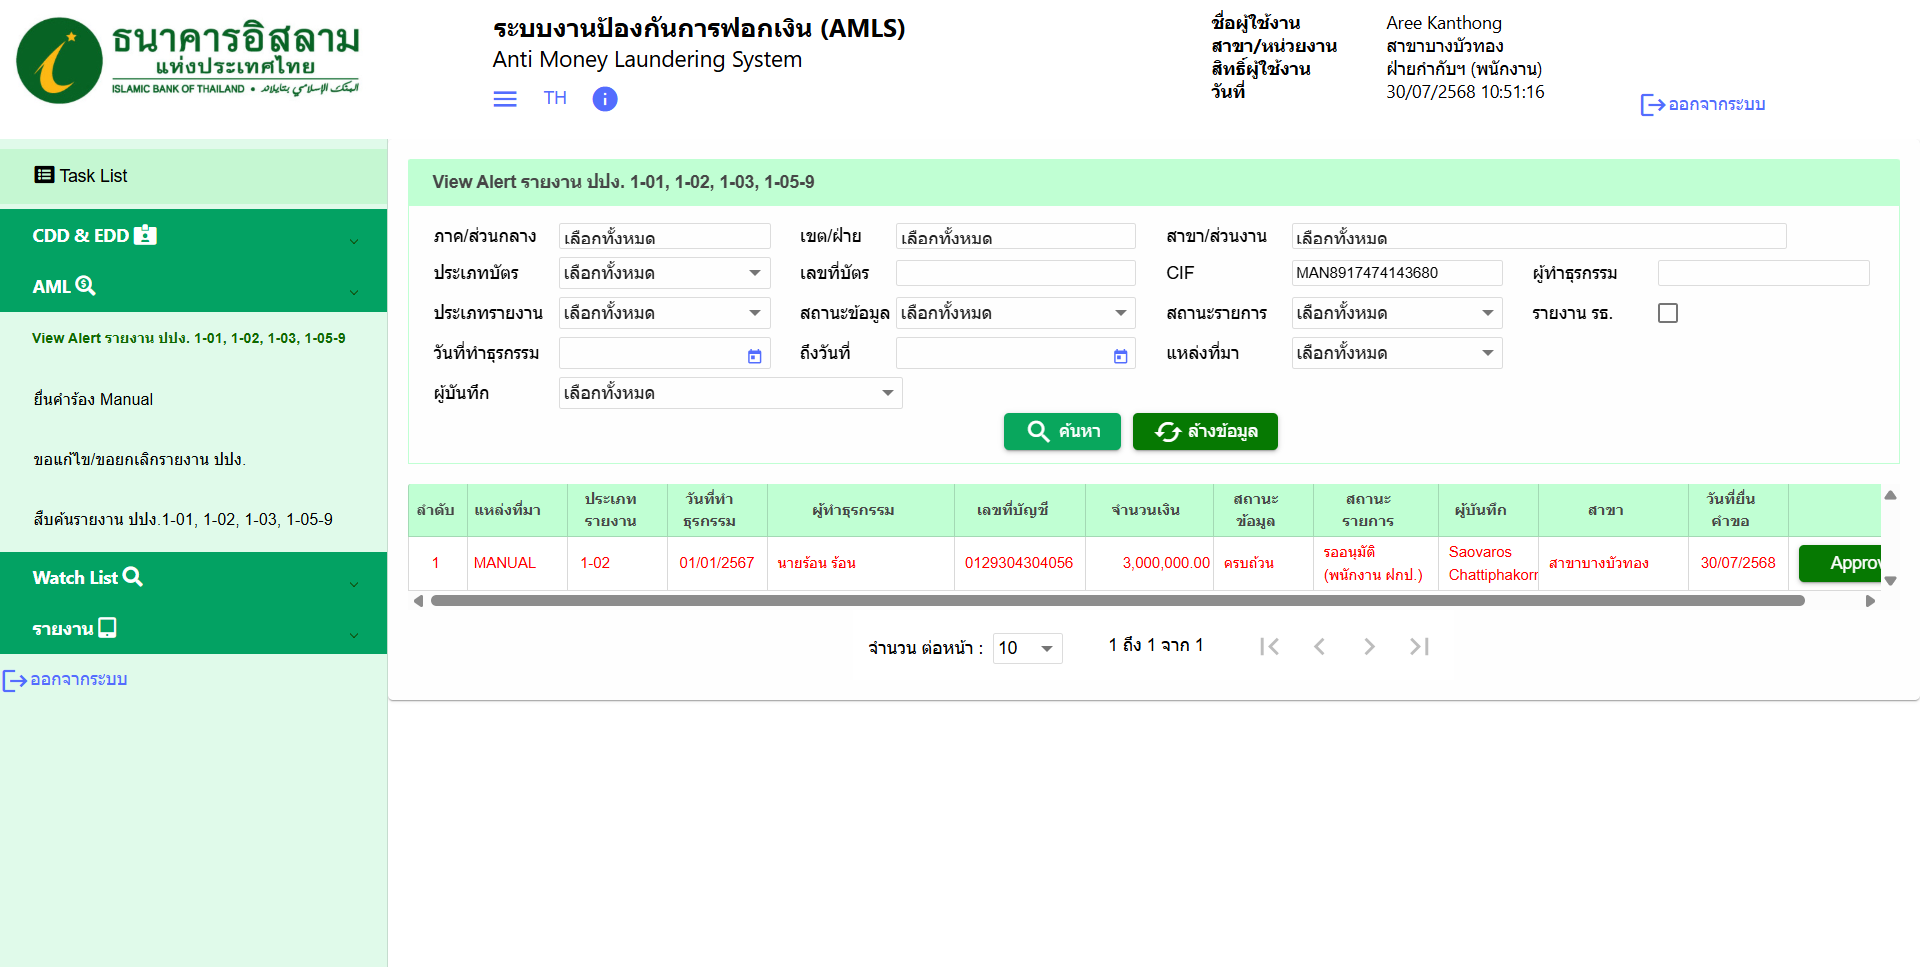 ธนาคารอิสลาม
แห่งประเทศไทย
ISLAMIC BANK OF THAILAND •
ระบบงานป้องกันการฟอกเงิน (AMLS)
Anti Money Laundering System
TH
ชื่อผู้ใช้งาน Aree Kanthong
สาขา/หน่วยงาน สาขาบางบัวทอง
สิทธิ์ผู้ใช้งาน ฝ่ายกำกับฯ (พนักงาน)
วันที่ 30/07/2568 10:51:16
ออกจากระบบ
Task List
CDD & EDD
AML
View Alert รายงาน ปปง. 1-01, 1-02, 1-03, 1-05-9
ยื่นคำร้อง Manual
ขอแก้ไข/ขอยกเลิกรายงาน ปปง.
สืบค้นรายงาน ปปง.1-01, 1-02, 1-03, 1-05-9
Watch List
รายงาน
ออกจากระบบ
View Alert รายงาน ปปง. 1-01, 1-02, 1-03, 1-05-9
ภาค/ส่วนกลาง เลือกทั้งหมด เขต/ฝ่าย เลือกทั้งหมด สาขา/ส่วนงาน เลือกทั้งหมด
ประเภทบัตร เลือกทั้งหมด เลขที่บัตร CIF MAN8917474143680 ผู้ทำธุรกรรม
ประเภทรายงาน เลือกทั้งหมด สถานะข้อมูล เลือกทั้งหมด สถานะรายการ เลือกทั้งหมด รายงาน รธ.
วันที่ทำธุรกรรม ถึงวันที่ แหล่งที่มา เลือกทั้งหมด
ผู้บันทึก เลือกทั้งหมด
ค้นหา ล้างข้อมูล
ลำดับ แหล่งที่มา ประเภทรายงาน วันที่ทำธุรกรรม ผู้ทำธุรกรรม เลขที่บัญชี จำนวนเงิน สถานะข้อมูล สถานะรายการ ผู้บันทึก สาขา วันที่ยื่นคำขอ
1 MANUAL 1-02 01/01/2567 นายร้อน ร้อน 0129304304056 3,000,000.00 ครบถ้วน รออนุมัติ (พนักงาน ฝกป.) Saovaros Chattiphakorn สาขาบางบัวทอง 30/07/2568 Approv
จำนวน ต่อหน้า : 10 1 ถึง 1 จาก 1